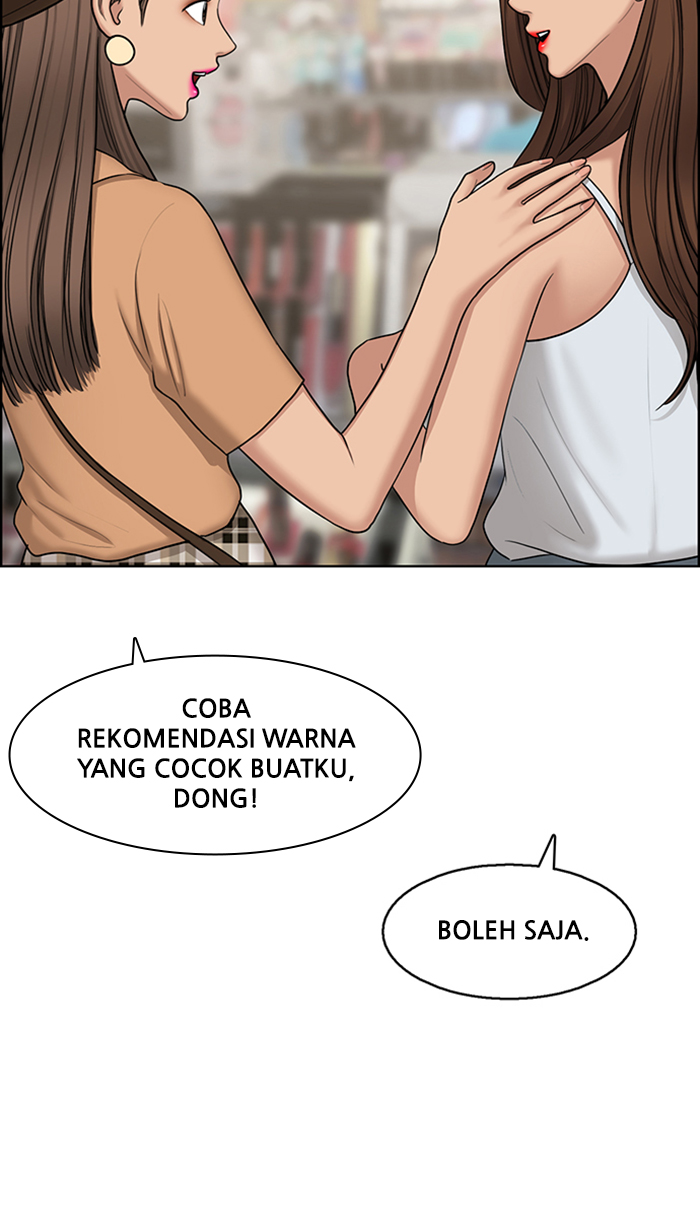 COBA
REKOMENDASI WARNA
YANG COCOK BUATKU,
DONG!
BOLEH SAJA.